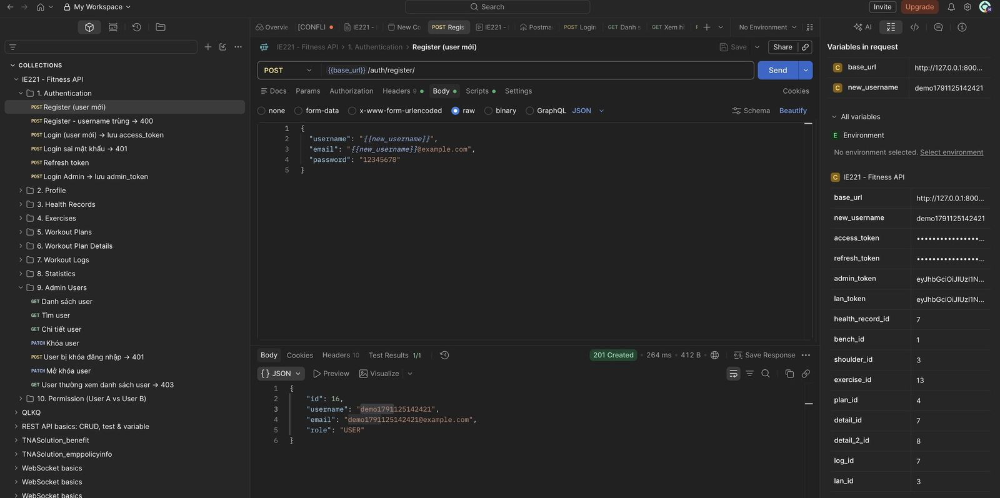 My Workspace
Search
Invite
Upgrade
Overvie
[CONFLI
IE221 -
New Co
POST Regis
IE221 -
Postma
POST Login
GET Danh s
GET Xem h
No Environment
AI
IE221 - Fitness API > 1. Authentication > Register (user mới)
Save
Share
Variables in request
COLLECTIONS
IE221 - Fitness API
1. Authentication
POST Register (user mới)
POST Register - username trùng → 400
POST Login (user mới) → lưu access_token
POST Login sai mật khẩu → 401
POST Refresh token
POST Login Admin → lưu admin_token
2. Profile
3. Health Records
4. Exercises
5. Workout Plans
6. Workout Plan Details
7. Workout Logs
8. Statistics
9. Admin Users
GET Danh sách user
GET Tìm user
GET Chi tiết user
PATCH Khóa user
POST User bị khóa đăng nhập → 401
PATCH Mở khóa user
GET User thường xem danh sách user → 403
10. Permission (User A vs User B)
QLKQ
REST API basics: CRUD, test & variable
TNASolution_benefit
TNASolution_emppolicyinfo
WebSocket basics
WebSocket basics
WebSocket basics
HTTP
POST
{{base_url}} /auth/register/
Send
Docs
Params
Authorization
Headers 9
Body
Scripts
Settings
Cookies
none
form-data
x-www-form-urlencoded
raw
binary
GraphQL
JSON
Schema
Beautify
1 {
2 "username": "{{new_username}}",
3 "email": "{{new_username}}@example.com",
4 "password": "12345678"
5 }
Body
Cookies
Headers 10
Test Results 1/1
201 Created
264 ms
412 B
e.g. Save Response
{} JSON
Preview
Visualize
1 {
2 "id": 16,
3 "username": "demo1791125142421",
4 "email": "demo1791125142421@example.com",
5 "role": "USER"
6 }
C base_url http://127.0.0.1:800...
C new_username demo1791125142421
All variables
E Environment
No environment selected. Select environment
C IE221 - Fitness API
base_url http://127.0.0.1:800...
new_username demo1791125142421
access_token ••••••••••••••••...
refresh_token ••••••••••••••••...
admin_token eyJhbGciOiJIUzI1N...
lan_token eyJhbGciOiJIUzI1N...
health_record_id 7
bench_id 1
shoulder_id 3
exercise_id 13
plan_id 4
detail_id 7
detail_2_id 8
log_id 7
lan_id 3